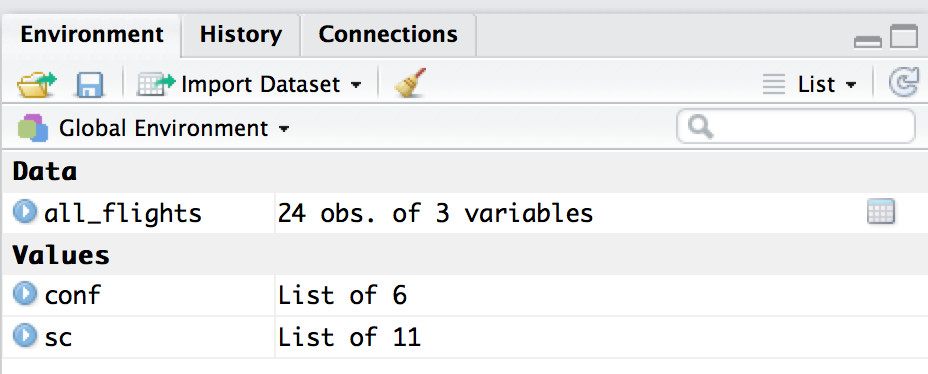 Environment History Connections
Import Dataset List
Global Environment
Data
all_flights 24 obs. of 3 variables
Values
conf List of 6
sc List of 11